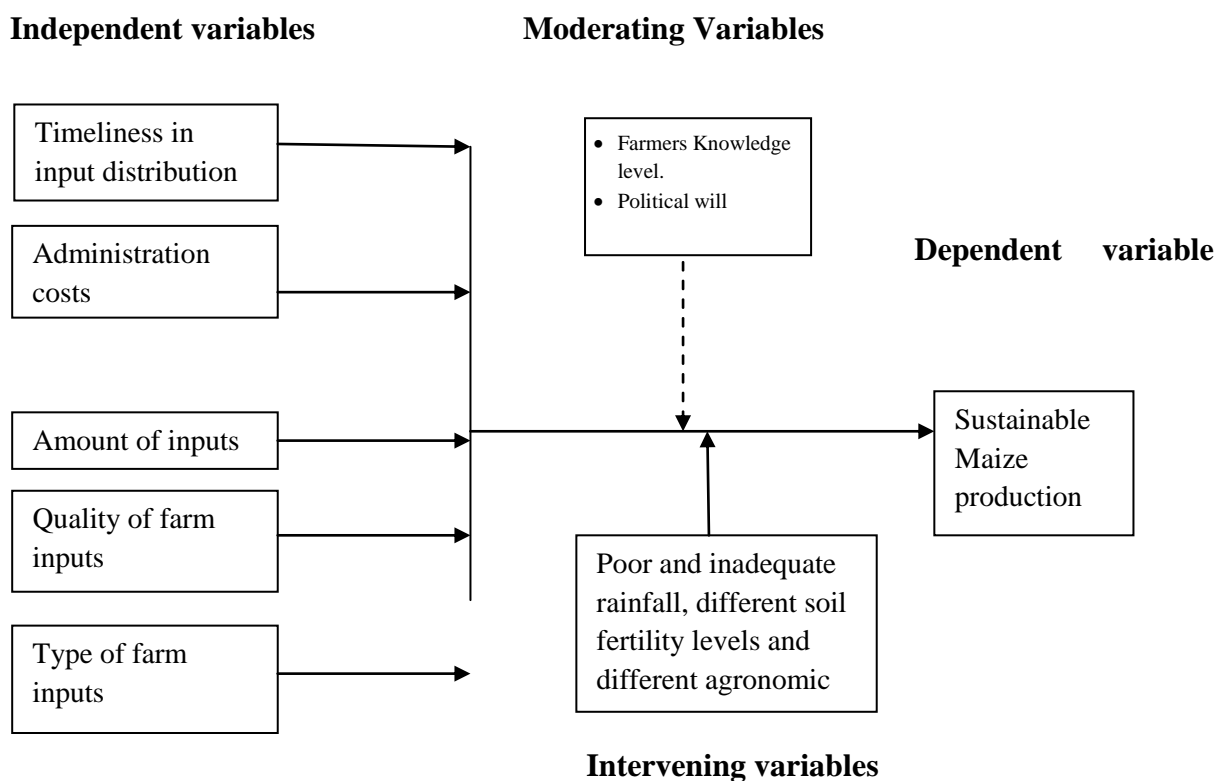 Independent variables
Moderating Variables
Timeliness in
input distribution
• Farmers Knowledge
level.
• Political will
Administration
costs
Dependent variable
Amount of inputs
Sustainable
Maize
production
Quality of farm
inputs
Poor and inadequate
rainfall, different soil
fertility levels and
different agronomic
Type of farm
inputs
Intervening variables